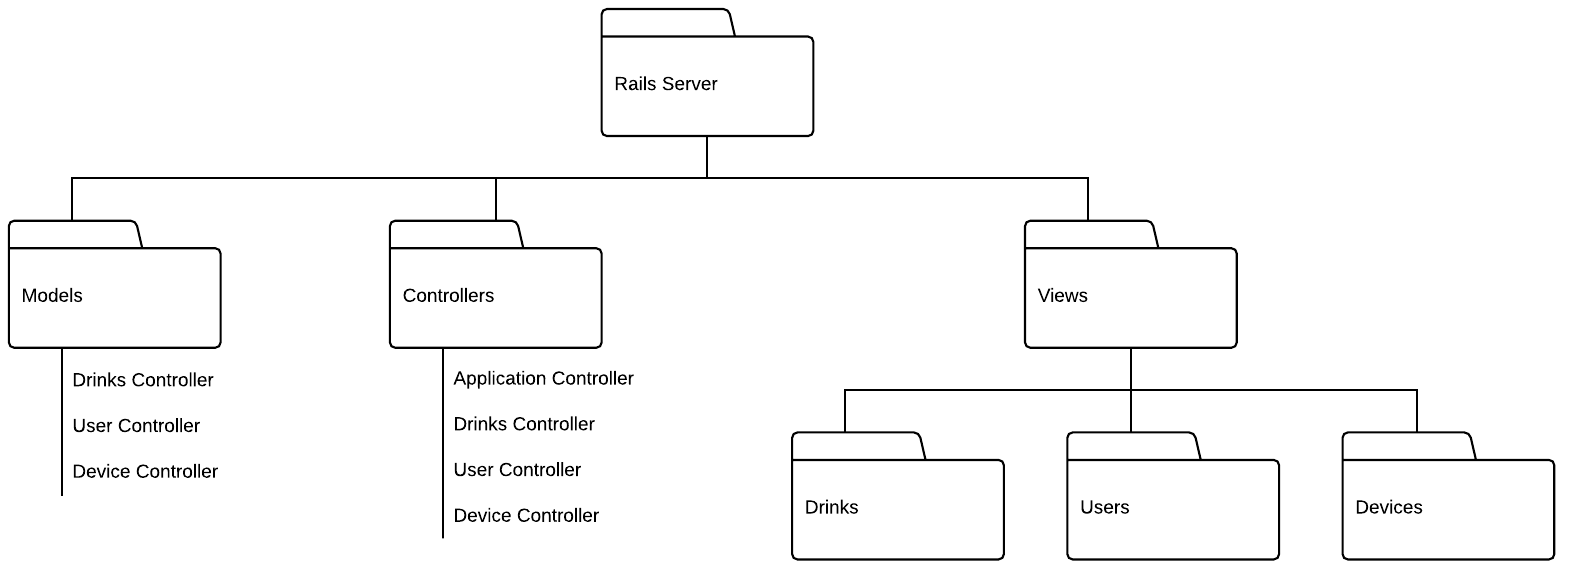 Rails Server
Models
Controllers
Views
Drinks Controller
User Controller
Device Controller
Application Controller
Drinks Controller
User Controller
Device Controller
Drinks
Users
Devices